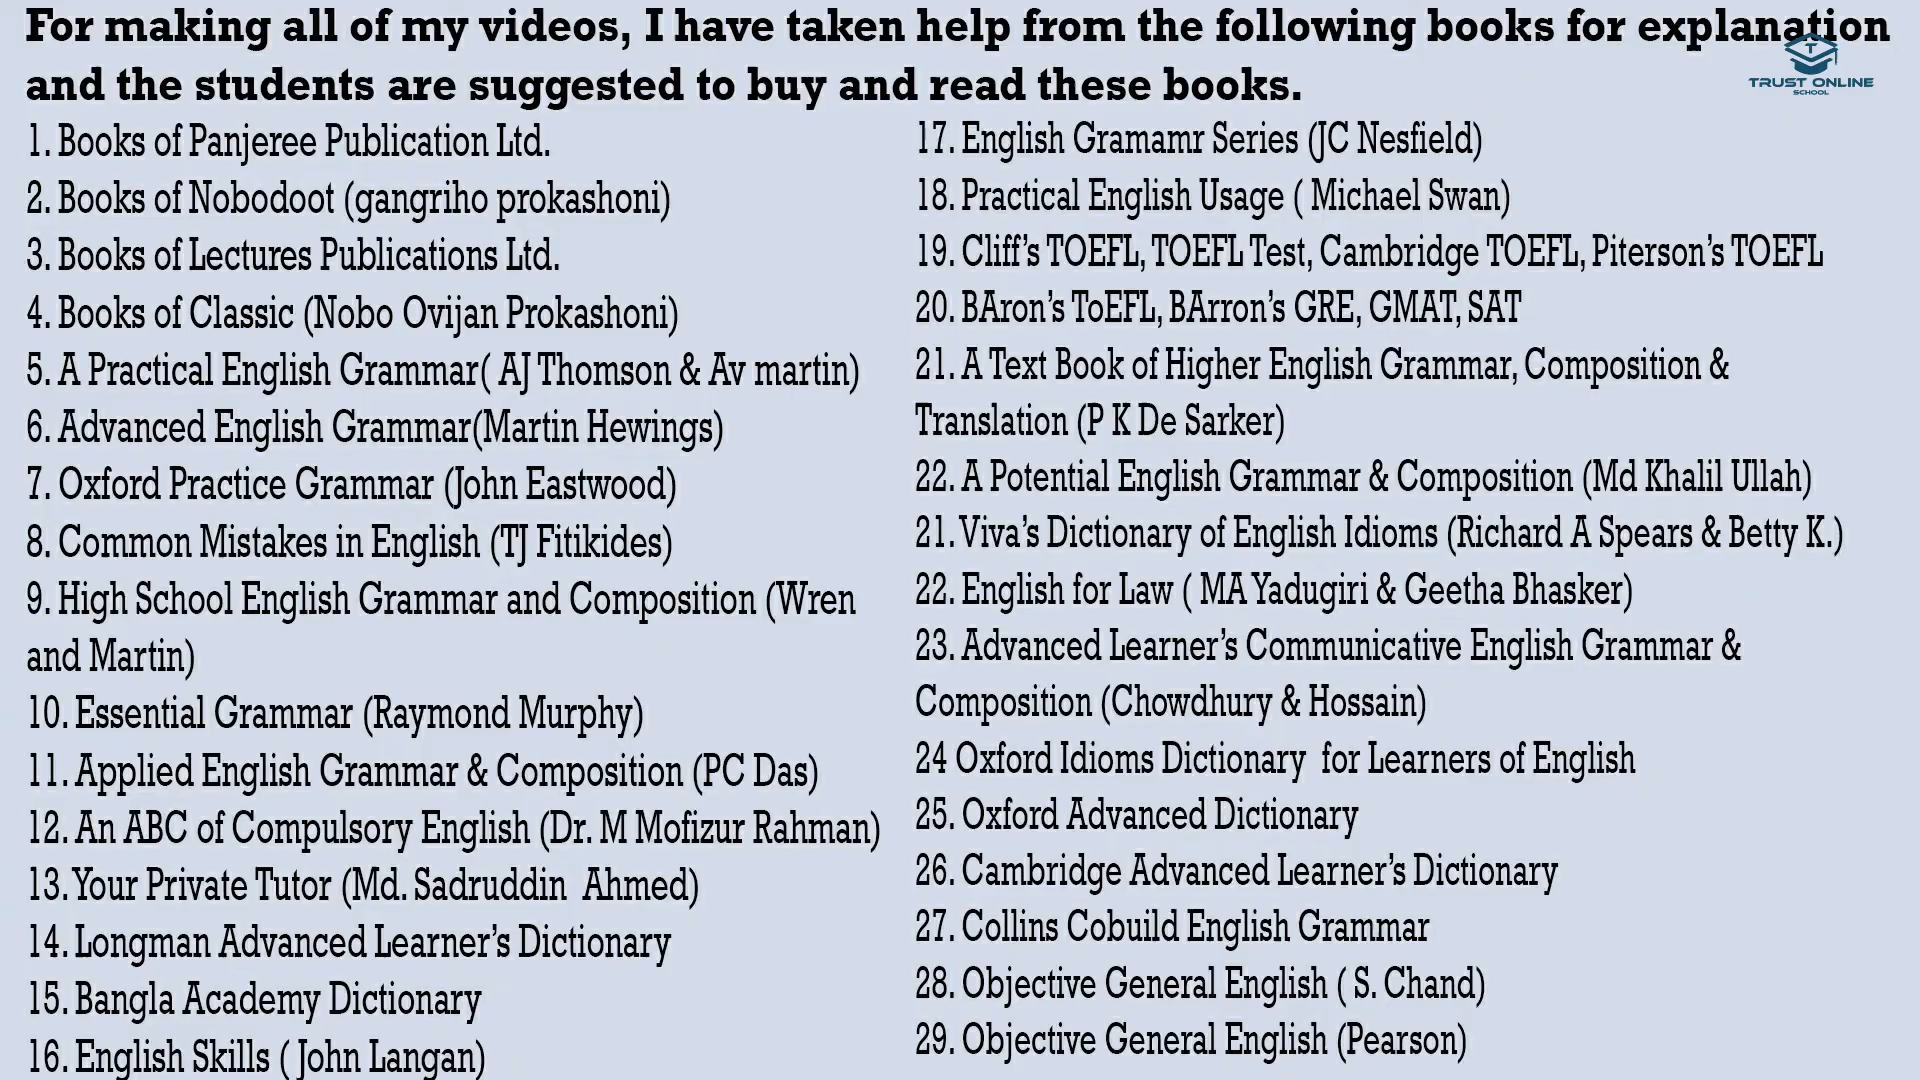 For making all of my videos, I have taken help from the following books for explanation
and the students are suggested to buy and read these books.
TRUST ONLINE
SCHOOL
1. Books of Panjeree Publication Ltd.
2. Books of Nobodoot (gangriho prokashoni)
3. Books of Lectures Publications Ltd.
4. Books of Classic (Nobo Ovijan Prokashoni)
5. A Practical English Grammar( AJ Thomson & Av martin)
6. Advanced English Grammar(Martin Hewings)
7. Oxford Practice Grammar (John Eastwood)
8. Common Mistakes in English (TJ Fitikides)
9. High School English Grammar and Composition (Wren
and Martin)
10. Essential Grammar (Raymond Murphy)
11. Applied English Grammar & Composition (PC Das)
12. An ABC of Compulsory English (Dr. M Mofizur Rahman)
13. Your Private Tutor (Md. Sadruddin  Ahmed)
14. Longman Advanced Learner's Dictionary
15. Bangla Academy Dictionary
16. English Skills ( John Langan)
17. English Gramamr Series (JC Nesfield)
18. Practical English Usage ( Michael Swan)
19. Cliff's TOEFL, TOEFL Test, Cambridge TOEFL, Piterson's TOEFL
20. BAron's ToEFL, BArron's GRE, GMAT, SAT
21. A Text Book of Higher English Grammar, Composition &
Translation (P K De Sarker)
22. A Potential English Grammar & Composition (Md Khalil Ullah)
21. Viva's Dictionary of English Idioms (Richard A Spears & Betty K.)
22. English for Law ( MA Yadugiri & Geetha Bhasker)
23. Advanced Learner's Communicative English Grammar &
Composition (Chowdhury & Hossain)
24 Oxford Idioms Dictionary  for Learners of English
25. Oxford Advanced Dictionary
26. Cambridge Advanced Learner's Dictionary
27. Collins Cobuild English Grammar
28. Objective General English ( S. Chand)
29. Objective General English (Pearson)